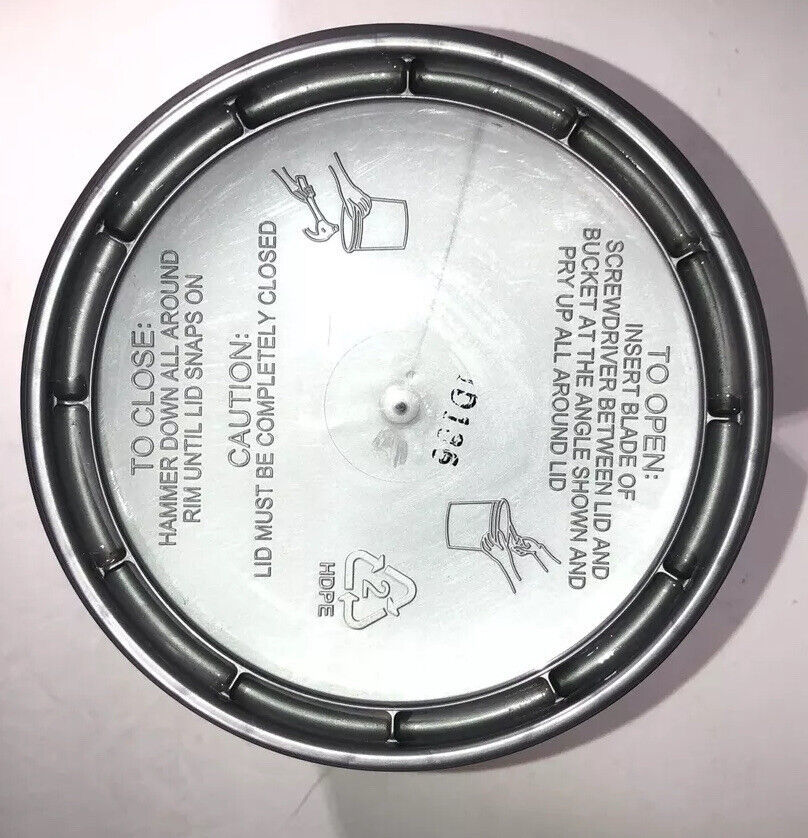 TO CLOSE:
HAMMER DOWN ALL AROUND
RIM UNTIL LID SNAPS ON
CAUTION:
LID MUST BE COMPLETELY CLOSED
2
HDPE
TO OPEN:
INSERT BLADE OF
SCREWDRIVER BETWEEN LID AND
BUCKET AT THE ANGLE SHOWN AND
PRY UP ALL AROUND LID